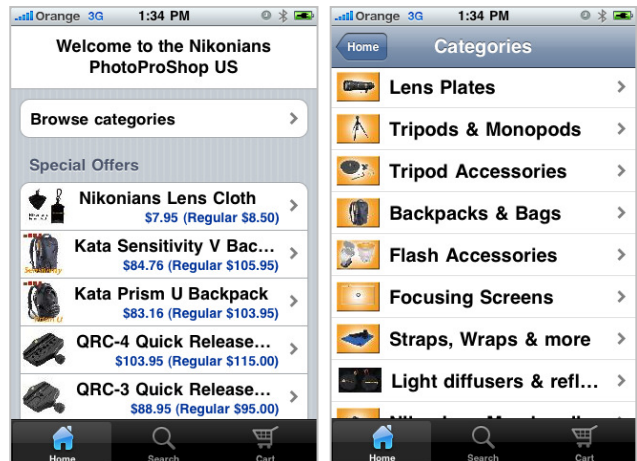 Orange 3G 1:34 PM
Welcome to the Nikonians
PhotoProShop US
Browse categories
Special Offers
Nikonians Lens Cloth
$7.95 (Regular $8.50)
Kata Sensitivity V Bac...
$84.76 (Regular $105.95)
Kata Prism U Backpack
$83.16 (Regular $103.95)
QRC-4 Quick Release...
$103.95 (Regular $115.00)
QRC-3 Quick Release...
$88.95 (Regular $95.00)
Home Search Cart
Orange 3G 1:34 PM
Home Categories
Lens Plates
Tripods & Monopods
Tripod Accessories
Backpacks & Bags
Flash Accessories
Focusing Screens
Straps, Wraps & more
Light diffusers & refl...
Home Search Cart